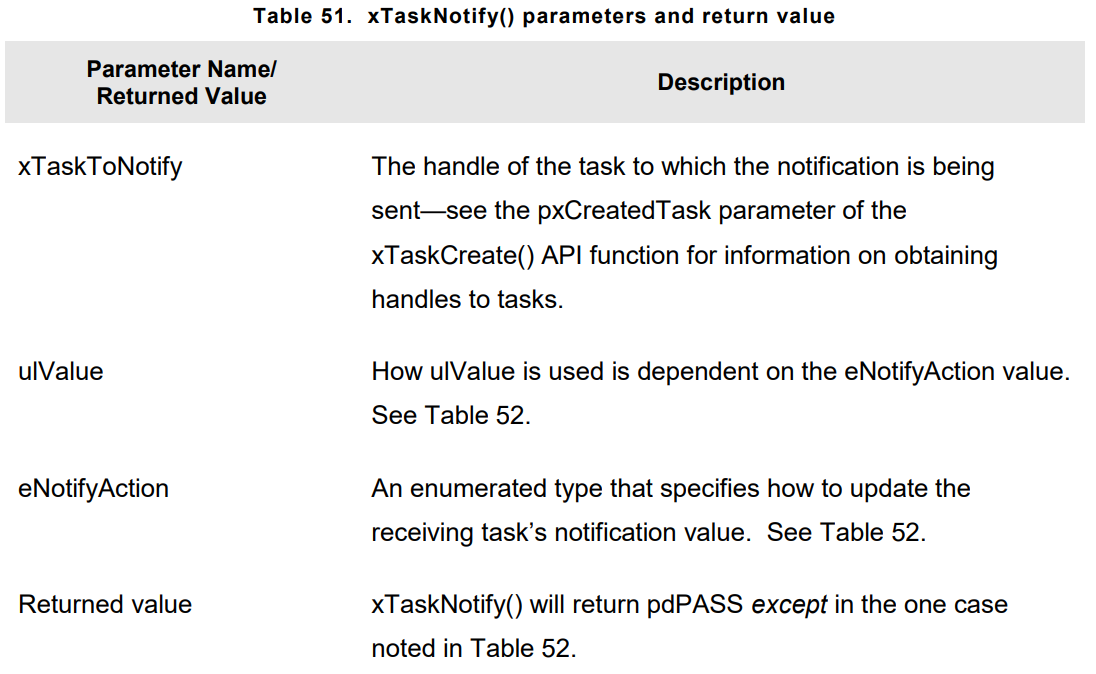 Table 51. xTaskNotify() parameters and return value
Parameter Name/
Returned Value
Description
xTaskToNotify
The handle of the task to which the notification is being
sent—see the pxCreatedTask parameter of the
xTaskCreate() API function for information on obtaining
handles to tasks.
ulValue
How ulValue is used is dependent on the eNotifyAction value.
See Table 52.
eNotifyAction
An enumerated type that specifies how to update the
receiving task’s notification value. See Table 52.
Returned value
xTaskNotify() will return pdPASS except in the one case
noted in Table 52.